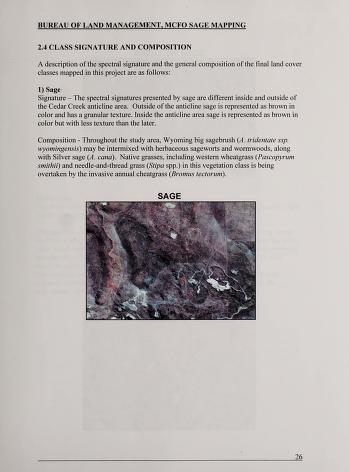 BUREAU OF LAND MANAGEMENT, MCFO SAGE MAPPING
2.4 CLASS SIGNATURE AND COMPOSITION
A description of the spectral signature and the general composition of the final land cover
classes mapped in this project are as follows:
1) Sage
Signature – The spectral signatures presented by sage are different inside and outside of
the Cedar Creek anticline area. Outside of the anticline sage is represented as brown in
color and has a granular texture. Inside the anticline area sage is represented as brown in
color but with less texture than the later.
Composition - Throughout the study area, Wyoming big sagebrush (A. tridentate ssp
wyomingensis) may be intermixed with herbaceous sageworts and wormwoods, along
with Silver sage (A. cana). Native grasses, including western wheatgrass (Pascopyrum
smithii) and needle-and-thread grass (Stipa spp.) in this vegetation class is being
overtaken by the invasive annual cheatgrass (Bromus tectorum).
SAGE
26